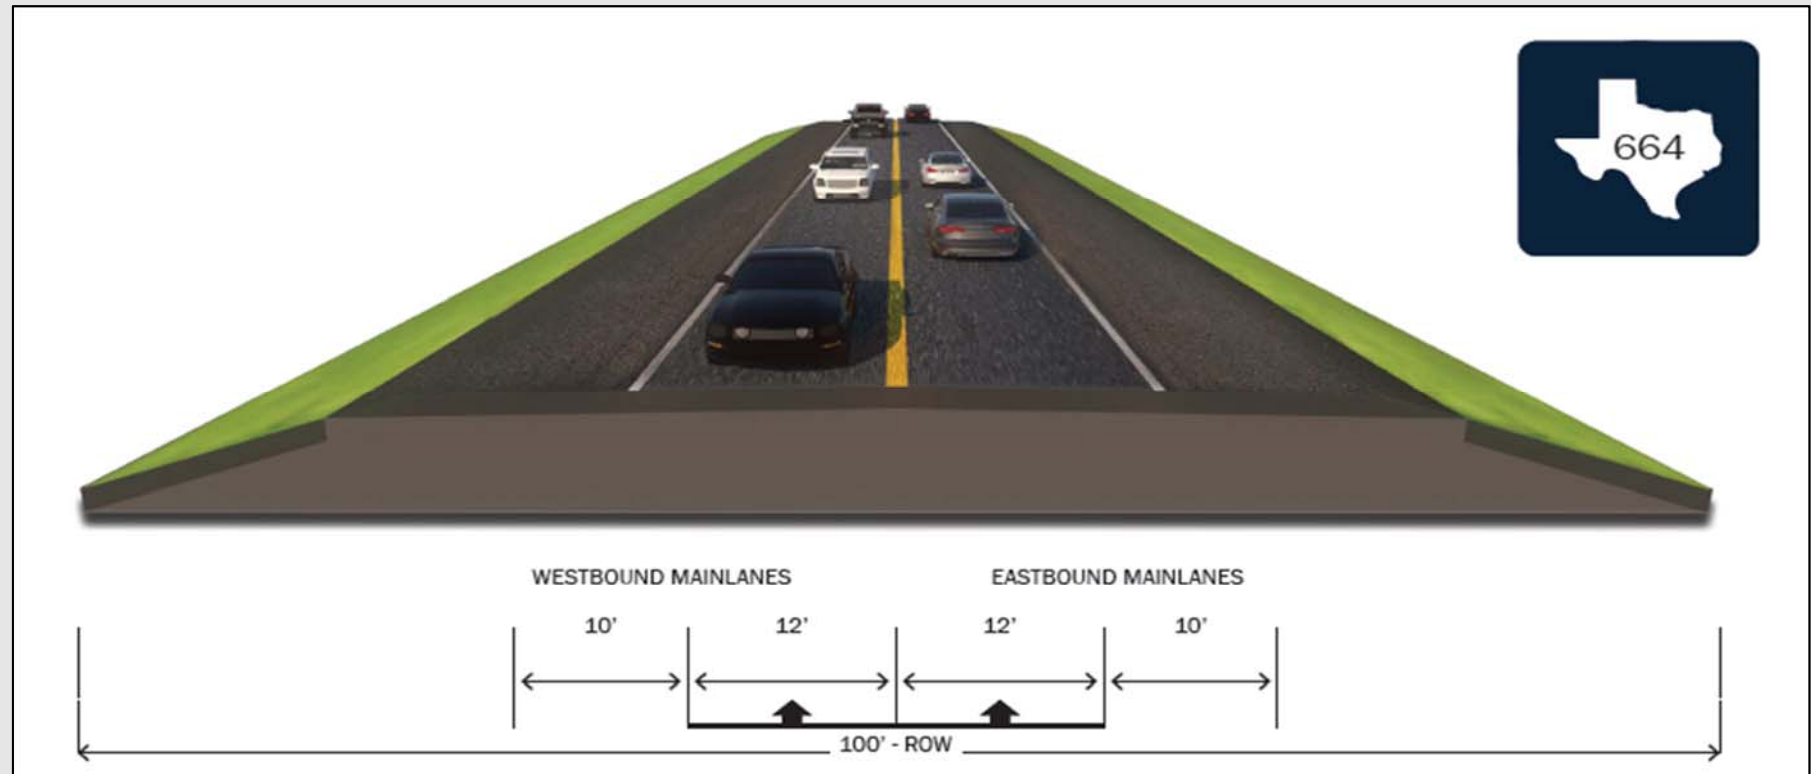 664
WESTBOUND MAINLANES EASTBOUND MAINLANES
10’ 12’ 12’ 10’
100’ - ROW